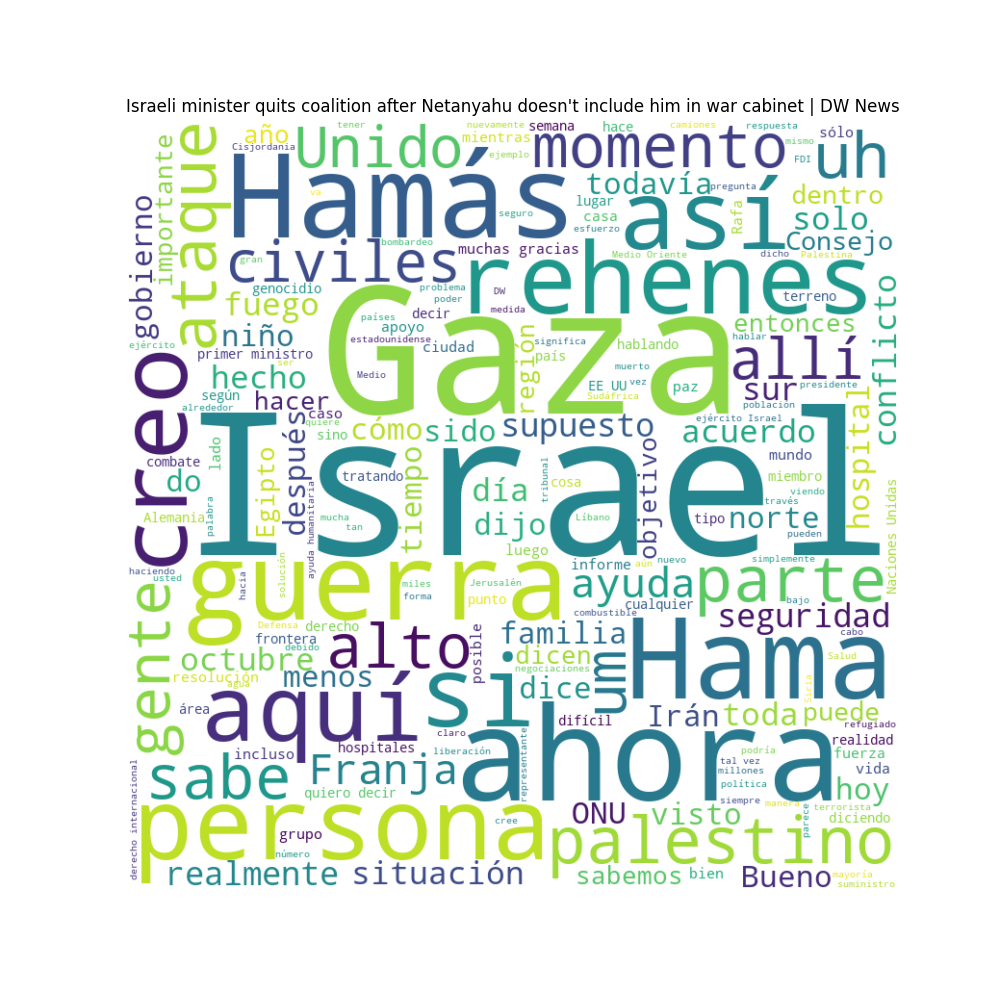 Israeli minister quits coalition after Netanyahu doesn't include him in war cabinet | DW News
tener
nuevamente
semana
hace
camiones
respuesta
sólo
año
Unido
mientras
momento
mismo
uh
importante
ataque
Cisjordania
Hamás
ejemplo
FDI
va
todavía
pregunta
dentro
lugar
así
gobierno
seguro
casa
Rafa
solo
esfuerzo
Consejo
bombardeo
muchas gracias
civiles
rehenes
Medio Oriente
dicho
Palestina
gran
genocidio
problema
poder
DW
terreno
conflicto
fuego
Gaza
decir
medida
países
apoyo
entonces
niño
estadounidense
ciudad
región
significa
hablando
hablar
allí
ejército
primer ministro
país
muerto
creo
ser
Medio
hecho
EE UU
vez
paz
sur
presidente
según
hacer
Sudáfrica
alrededor
caso
población
hospital
quiere
después
sino
cómo
sido
supuesto
ejército Israel
acuerdo
Israel
lado
objetivo
mundo
combate
Egipto
tratando
tiempo
día
tribunal
cosa
miembro
do
través
viendo
Naciones Unidas
palabra
ayuda humanitaria
mucha
tan
Alemania
dijo
Líbano
tipo
norte
pueden
luego
haciendo
usted
hacia
solución
guerra
informe
aún
nuevo
simplemente
gente
miles
forma
Jerusalén
ayuda
parte
punto
cualquier
bajo
combustible
seguridad
Defensa
derecho
cabo
frontera
debido
alto
posible
familia
um
Hama
octubre
dicen
Salud
resolución
agua
menos
si
negociaciones
dice
Siria
área
aquí
Irán
toda
puede
difícil
refugiado
claro
ahora
realidad
incluso
hospitales
liberación
representante
podría
fuerza
derecho internacional
sabe
Franja
tal vez
vida
millones
política
quiero decir
hoy
siempre
manera
persona
ONU
visto
terrorista
parece
diciendo
grupo
cree
palestino
número
realmente
situación
sabemos
bien
Bueno
mayoría
suministro